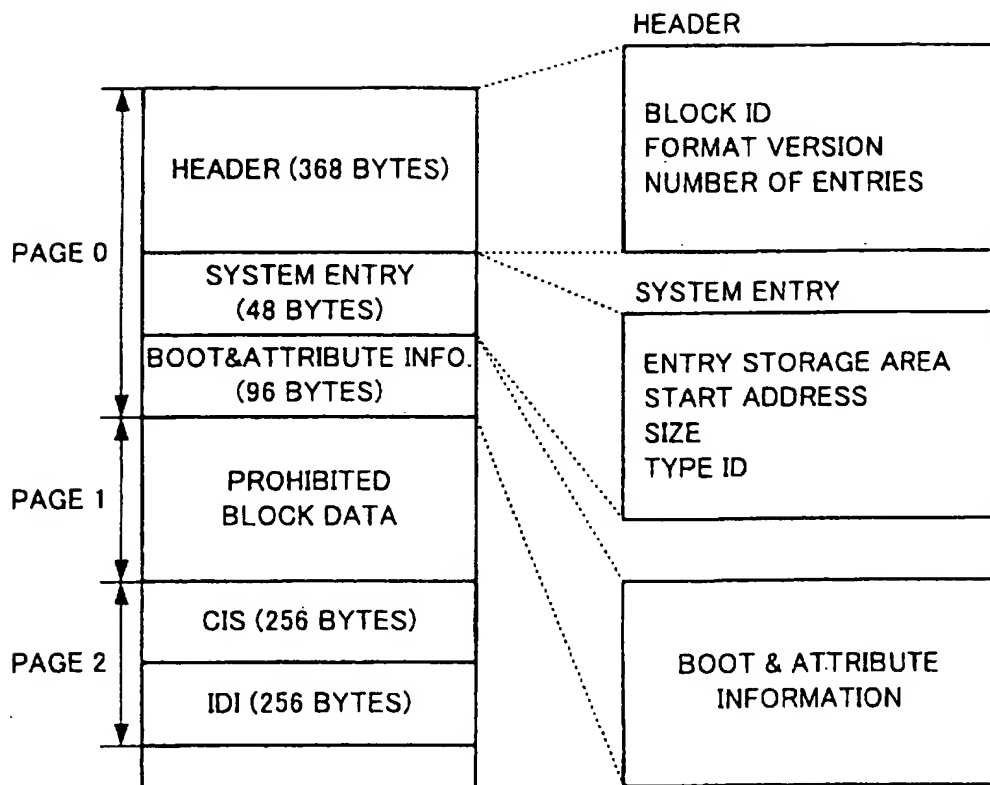 HEADER
BLOCK ID
FORMAT VERSION
NUMBER OF ENTRIES
HEADER (368 BYTES)
PAGE 0
SYSTEM ENTRY
(48 BYTES)
BOOT&ATTRIBUTE INFO.
(96 BYTES)
SYSTEM ENTRY
ENTRY STORAGE AREA
START ADDRESS
SIZE
TYPE ID
PAGE 1
PROHIBITED
BLOCK DATA
PAGE 2
CIS (256 BYTES)
IDI (256 BYTES)
BOOT & ATTRIBUTE
INFORMATION